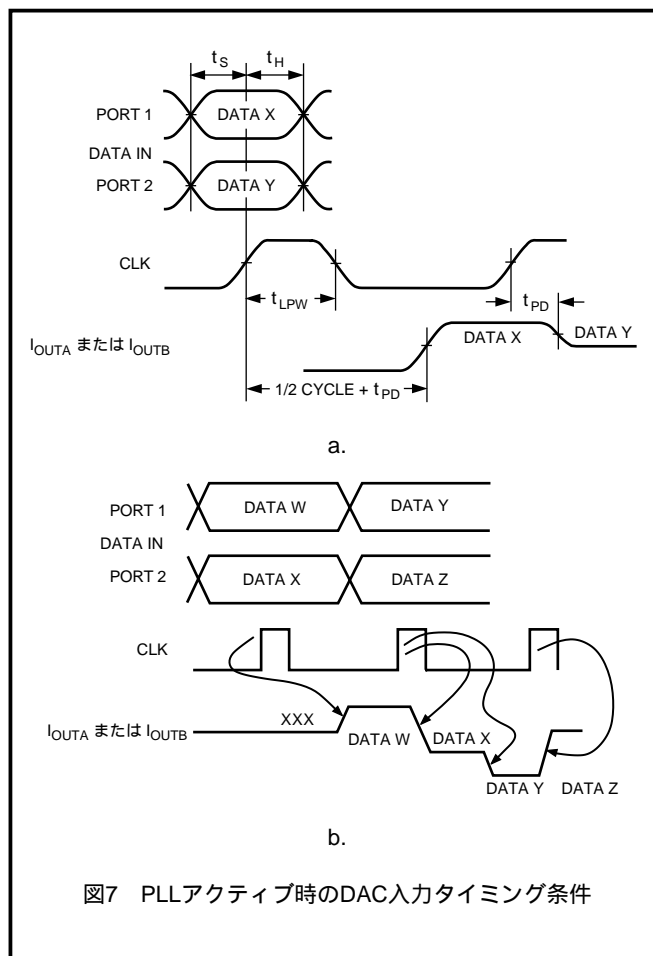 tS tH
PORT 1 DATA X
DATA IN
PORT 2 DATA Y
CLK
tLPW tPD
IOUTA または IOUTB DATA X DATA Y
1/2 CYCLE + tPD
a.
PORT 1 DATA W DATA Y
DATA IN
PORT 2 DATA X DATA Z
CLK
XXX
IOUTA または IOUTB DATA W DATA X
DATA Y DATA Z
b.
図7 PLLアクティブ時のDAC入力タイミング条件